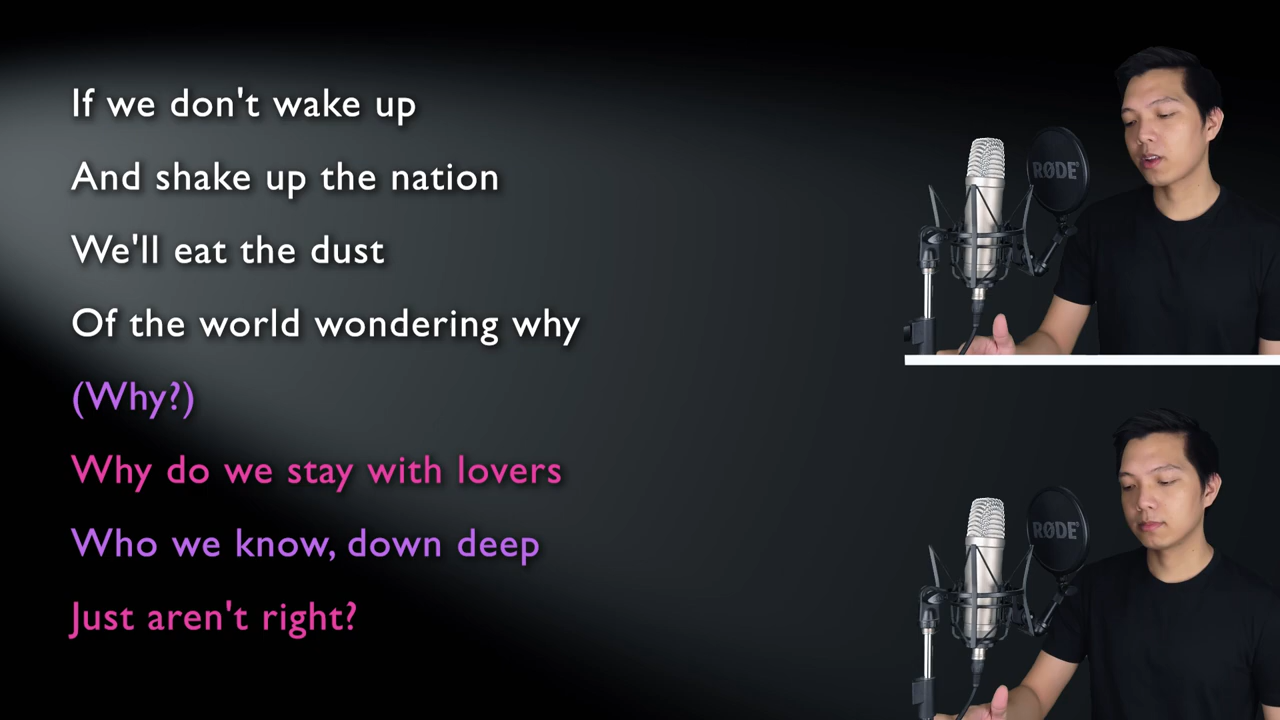 If we don't wake up
And shake up the nation
We'll eat the dust
Of the world wondering why
(Why?)
Why do we stay with lovers
Who we know, down deep
Just aren't right?
RØDE
RØDE